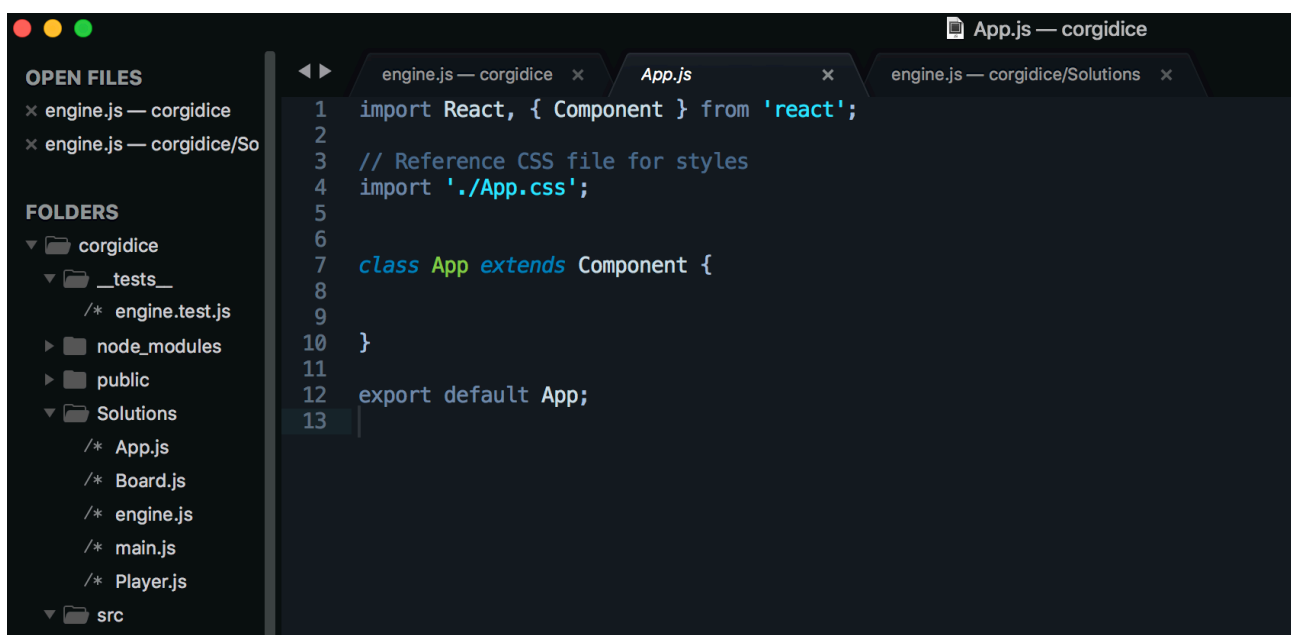 App.js — corgidice
OPEN FILES
× engine.js — corgidice
× engine.js — corgidice/So
FOLDERS
corgidice
__tests__
/* engine.test.js
node_modules
public
Solutions
/* App.js
/* Board.js
/* engine.js
/* main.js
/* Player.js
src
engine.js — corgidice ×
App.js ×
engine.js — corgidice/Solutions ×
1 import React, { Component } from 'react';
2
3 // Reference CSS file for styles
4 import './App.css';
5
6
7 class App extends Component {
8
9
10 }
11
12 export default App;
13